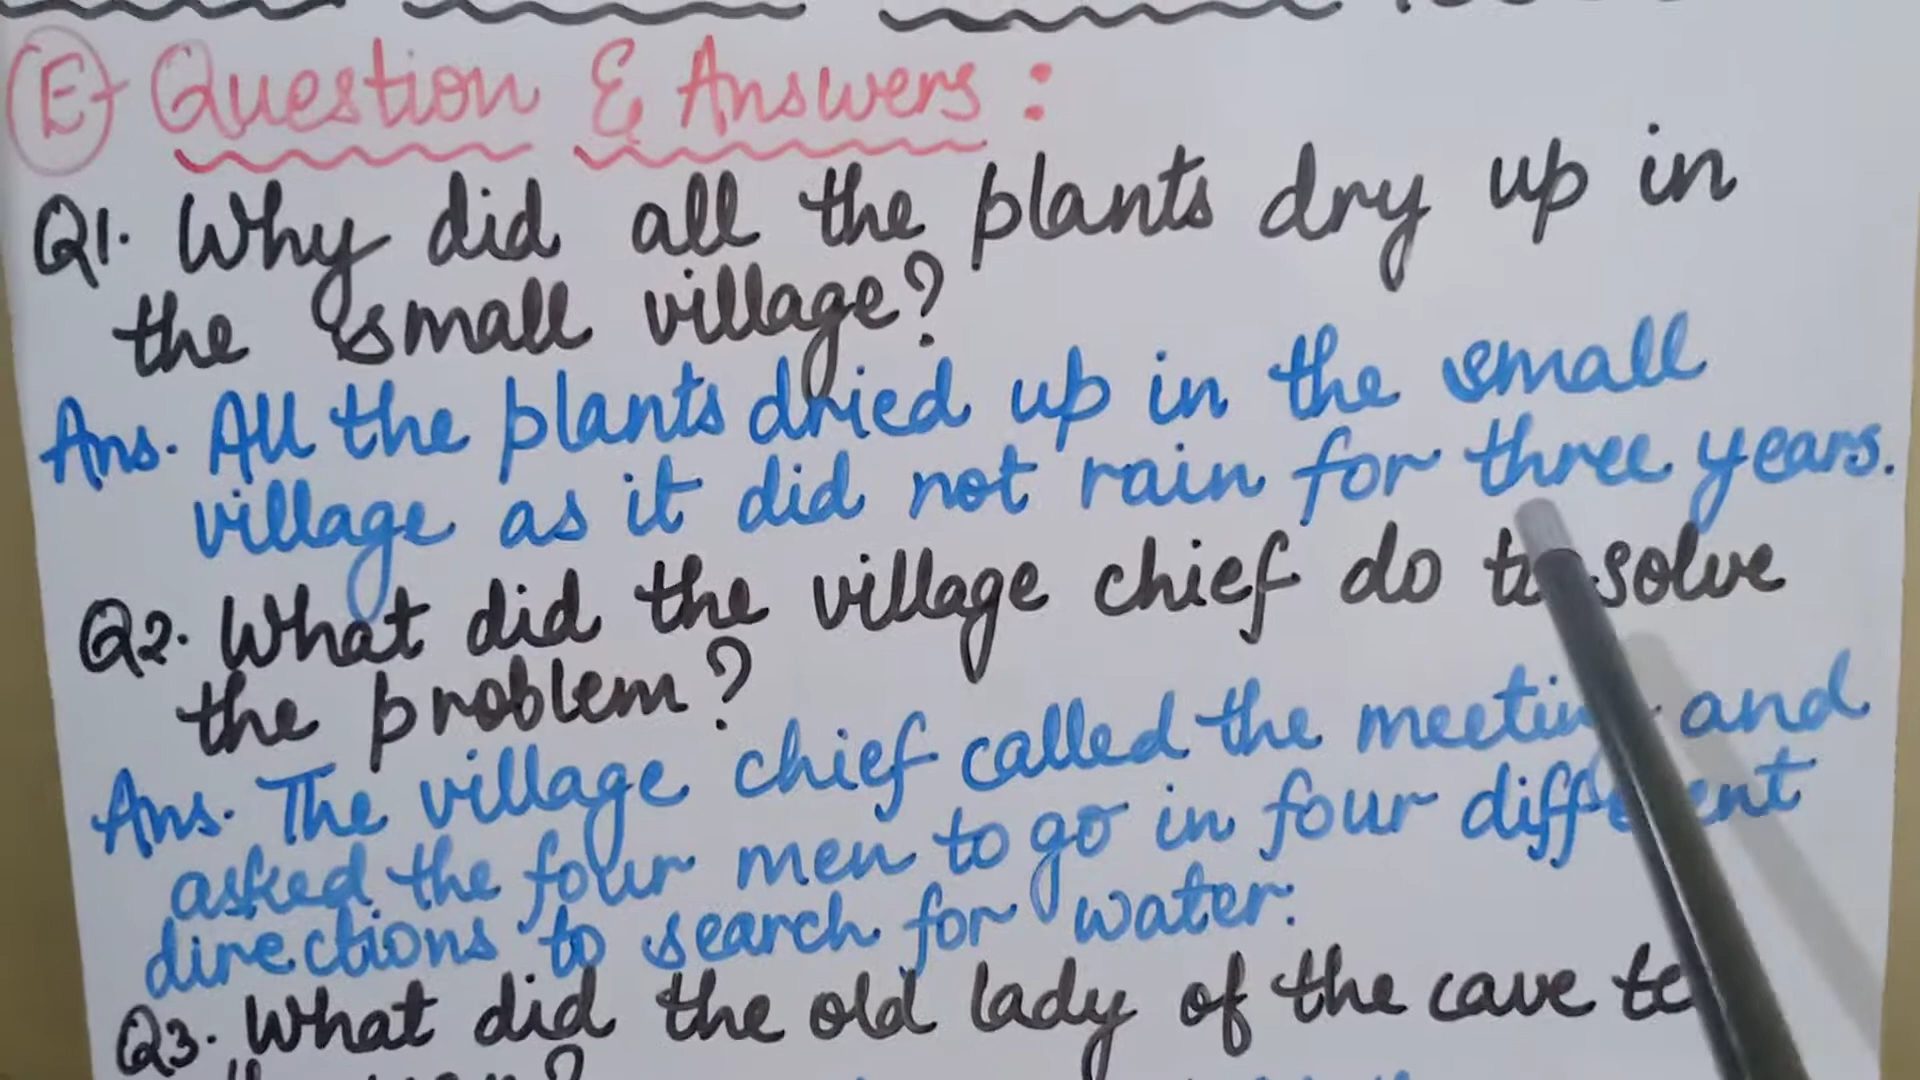 E Question & Answers :
Q1. Why did all the plants dry up in
the small village?
Ans. All the plants dried up in the small
village as it did not rain for three years.
Q2. What did the village chief do to solve
the problem?
Ans. The village chief called the meeting and
asked the four men to go in four different
directions to search for water.
Q3. What did the old lady of the cave